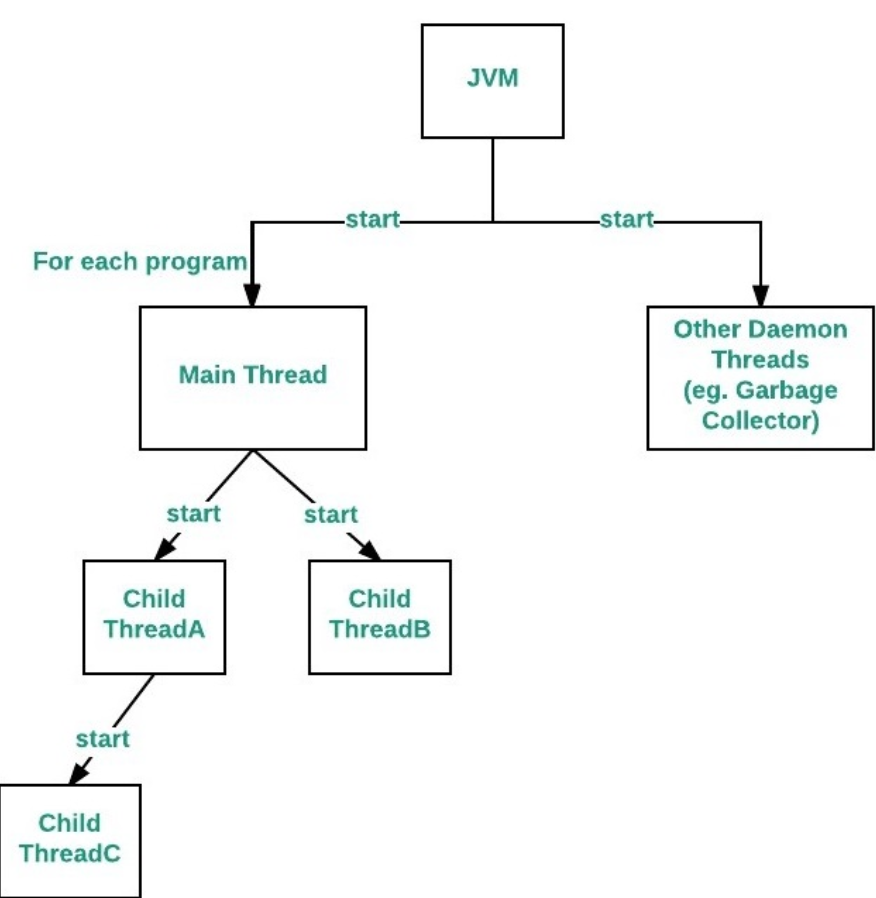 JVM
start
start
For each program
Main Thread
Other Daemon
Threads
(eg. Garbage
Collector)
start
start
Child
ThreadA
Child
ThreadB
start
Child
ThreadC